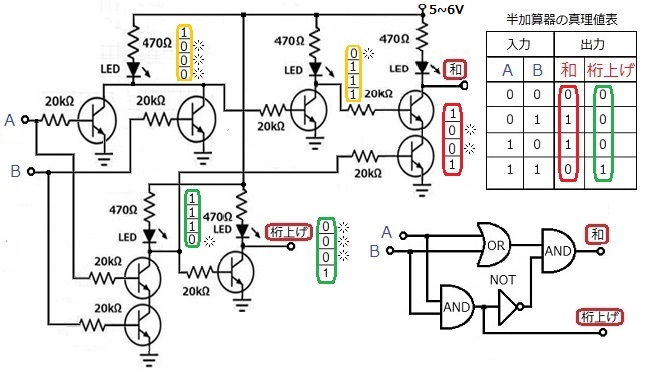 5~6V
470Ω
LED
1
0
0
0
470Ω
LED
0
1
1
1
470Ω
LED
和
A
20kΩ
20kΩ
20kΩ
20kΩ
1
0
0
1
B
20kΩ
470Ω
LED
1
1
1
0
470Ω
LED
桁上げ
0
0
0
1
20kΩ
20kΩ
20kΩ
半加算器の真理値表
入力 出力
A B 和 桁上げ
0 0 0 0
0 1 1 0
1 0 1 0
1 1 0 1
A
B
OR
AND
和
NOT
AND
桁上げ